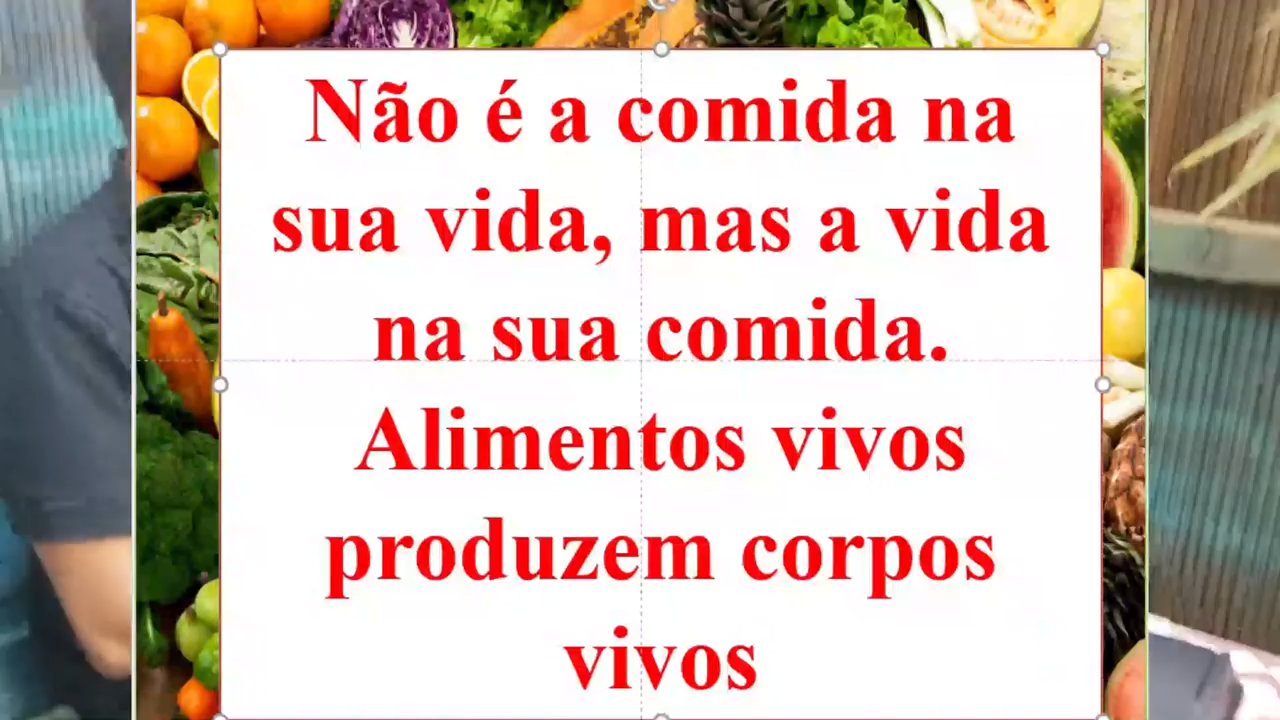 Não é a comida na
sua vida, mas a vida
na sua comida.
Alimentos vivos
produzem corpos
vivos